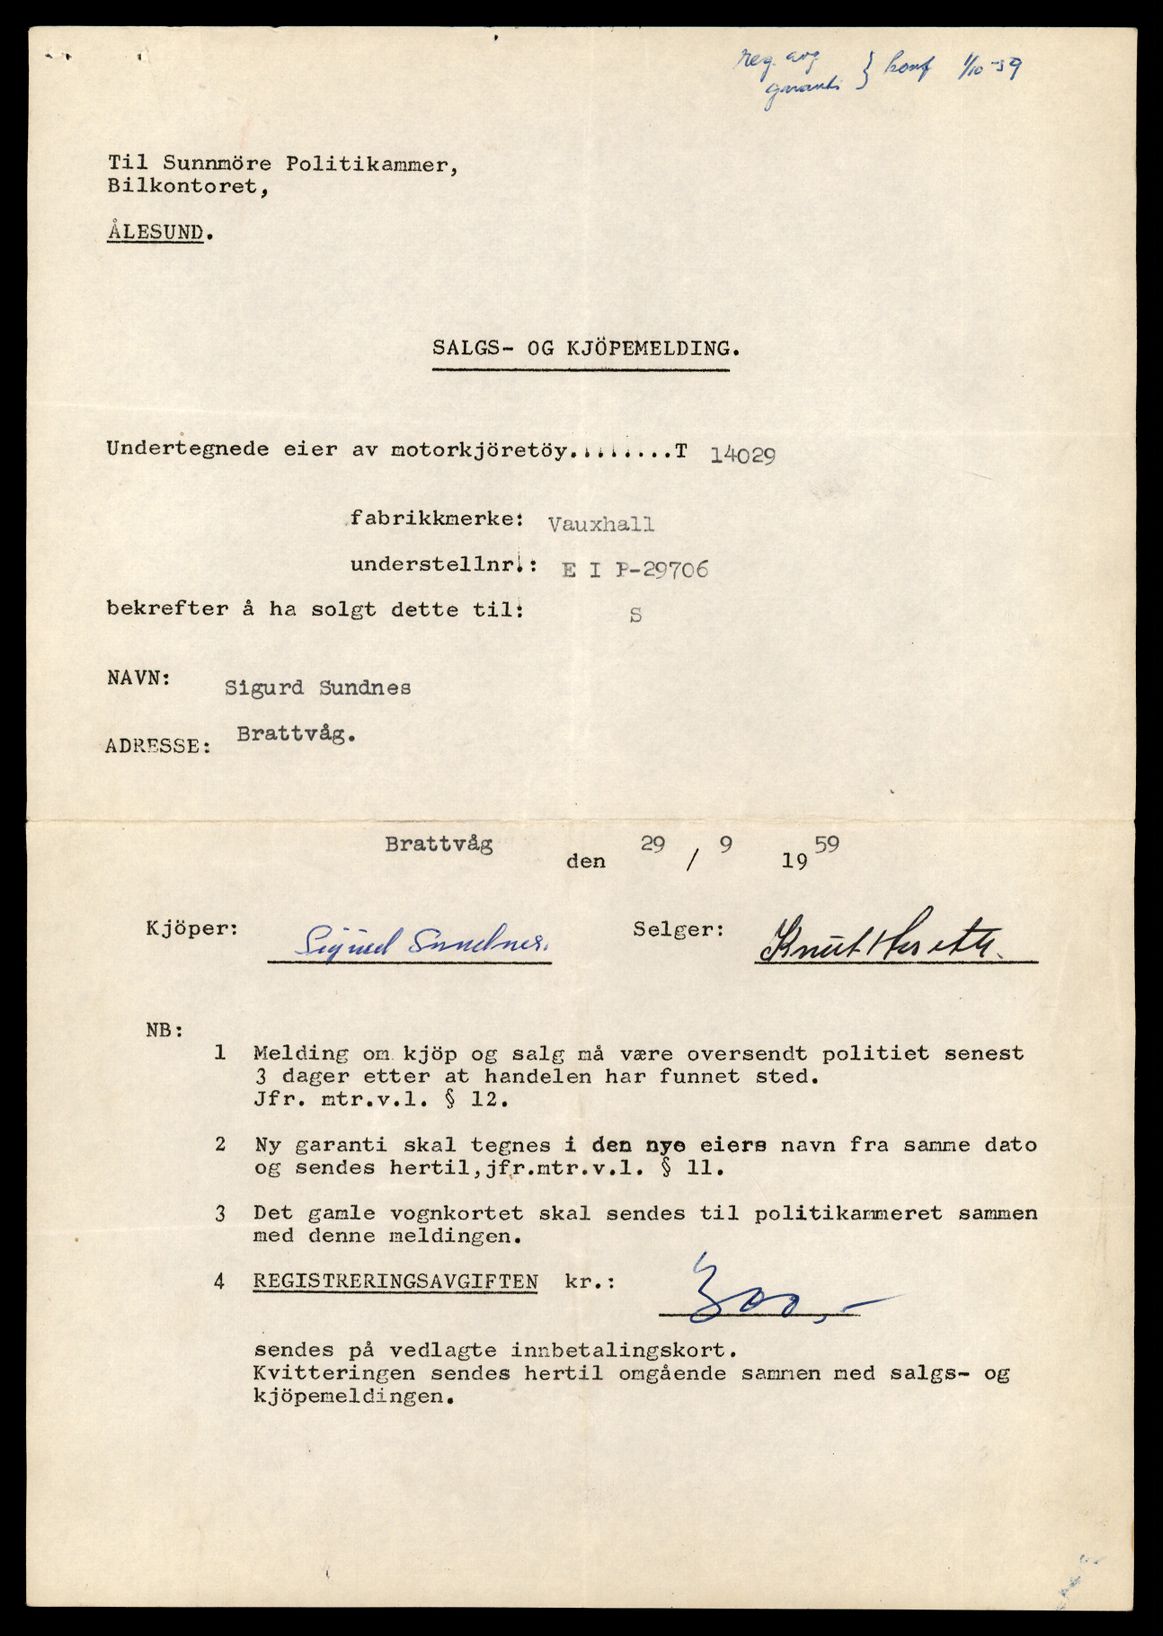 reg. avg
garanti } konf 1/10-59
Til Sunnmöre Politikammer,
Bilkontoret,
ÅLESUND.
SALGS- OG KJÖPEMELDING.
Undertegnede eier av motorkjöretöy.........T 14029
fabrikkmerke: Vauxhall
understellnr.: E I P-29706
bekrefter å ha solgt dette til: S
NAVN: Sigurd Sundnes
ADRESSE: Brattvåg.
Brattvåg den 29 / 9 1959
Kjöper: Sigurd Sundnes. Selger: Knut
NB:
1 Melding om kjöp og salg må være oversendt politiet senest
3 dager etter at handelen har funnet sted.
Jfr. mtr.v.l. § 12.
2 Ny garanti skal tegnes i den nye eiers navn fra samme dato
og sendes hertil,jfr.mtr.v.l. § 11.
3 Det gamle vognkortet skal sendes til politikammeret sammen
med denne meldingen.
4 REGISTRERINGSAVGIFTEN kr.: 300,-
sendes på vedlagte innbetalingskort.
Kvitteringen sendes hertil omgående sammen med salgs- og
kjöpemeldingen.